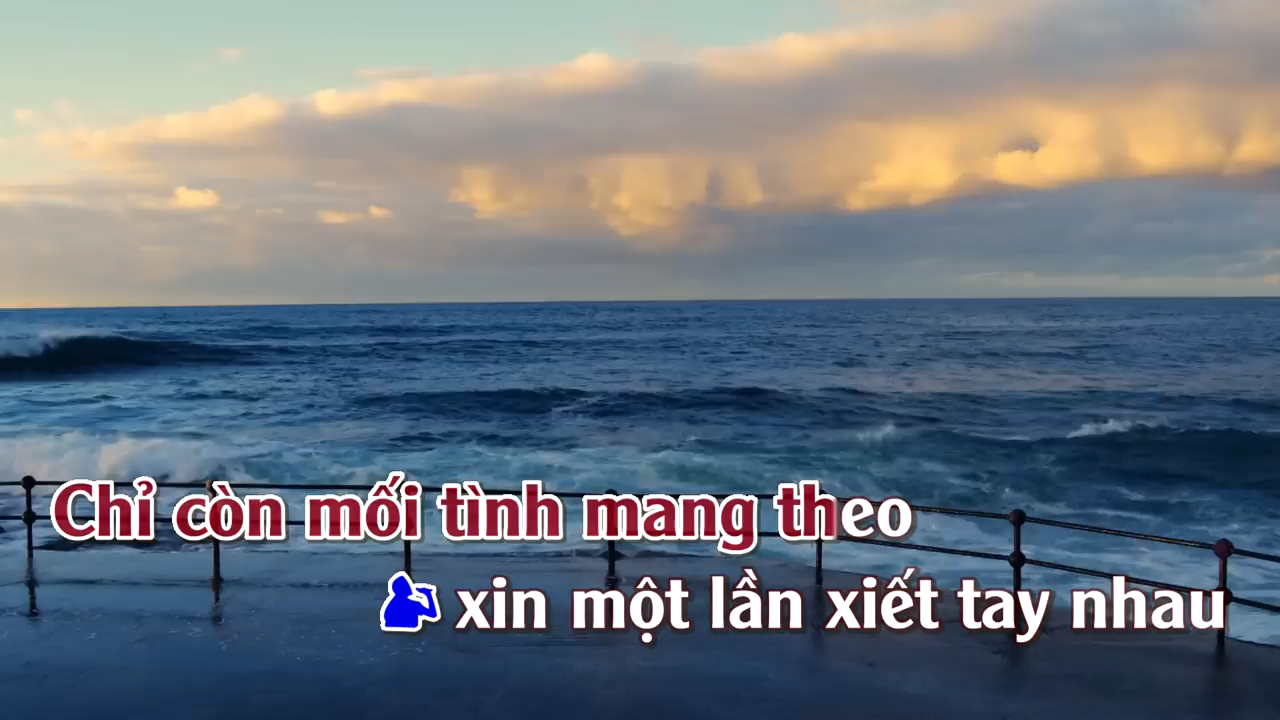 Chỉ còn mối tình mang theo
xin một lần xiết tay nhau